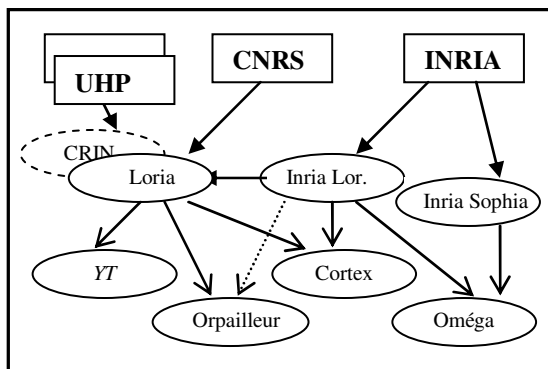 UHP
CNRS
INRIA
CRIN
Loria
Inria Lor.
Inria Sophia
YT
Cortex
Orpailleur
Oméga